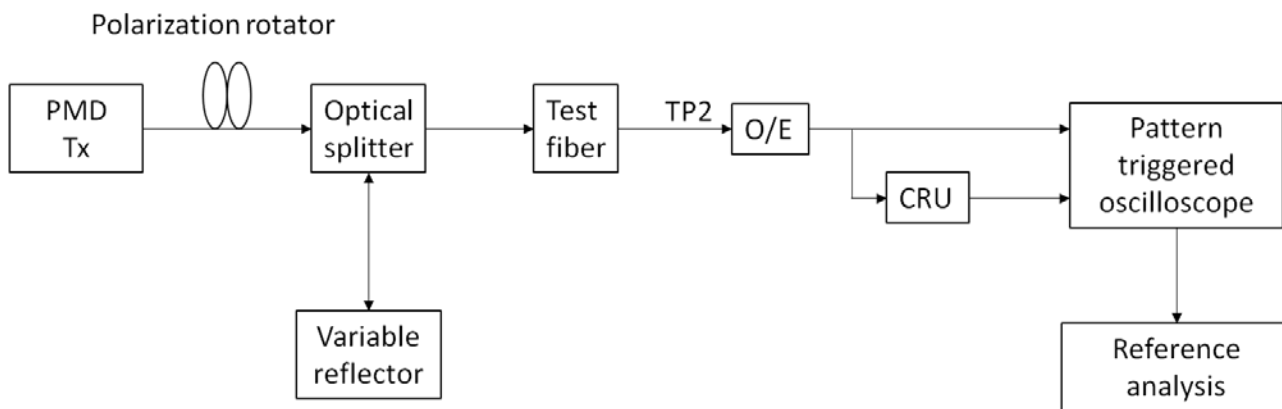 Polarization rotator
PMD
Tx
Optical
splitter
Test
fiber
TP2
O/E
CRU
Pattern
triggered
oscilloscope
Variable
reflector
Reference
analysis